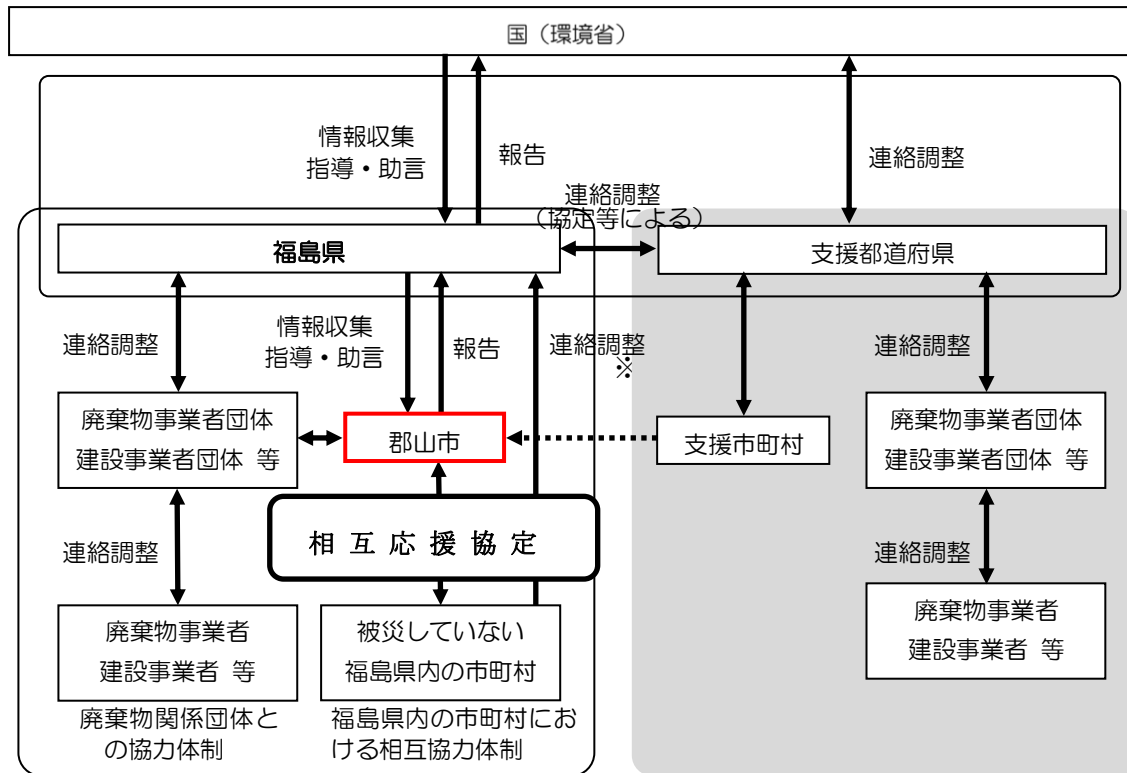 国（環境省）
情報収集
指導・助言
報告
連絡調整
連絡調整
（協定等による）
福島県
支援都道府県
連絡調整
情報収集
指導・助言
報告
連絡調整
※
連絡調整
廃棄物事業者団体
建設事業者団体 等
郡山市
支援市町村
廃棄物事業者団体
建設事業者団体 等
相互応援協定
連絡調整
連絡調整
廃棄物事業者
建設事業者 等
被災していない
福島県内の市町村
廃棄物事業者
建設事業者 等
廃棄物関係団体と
の協力体制
福島県内の市町村にお
ける相互協力体制